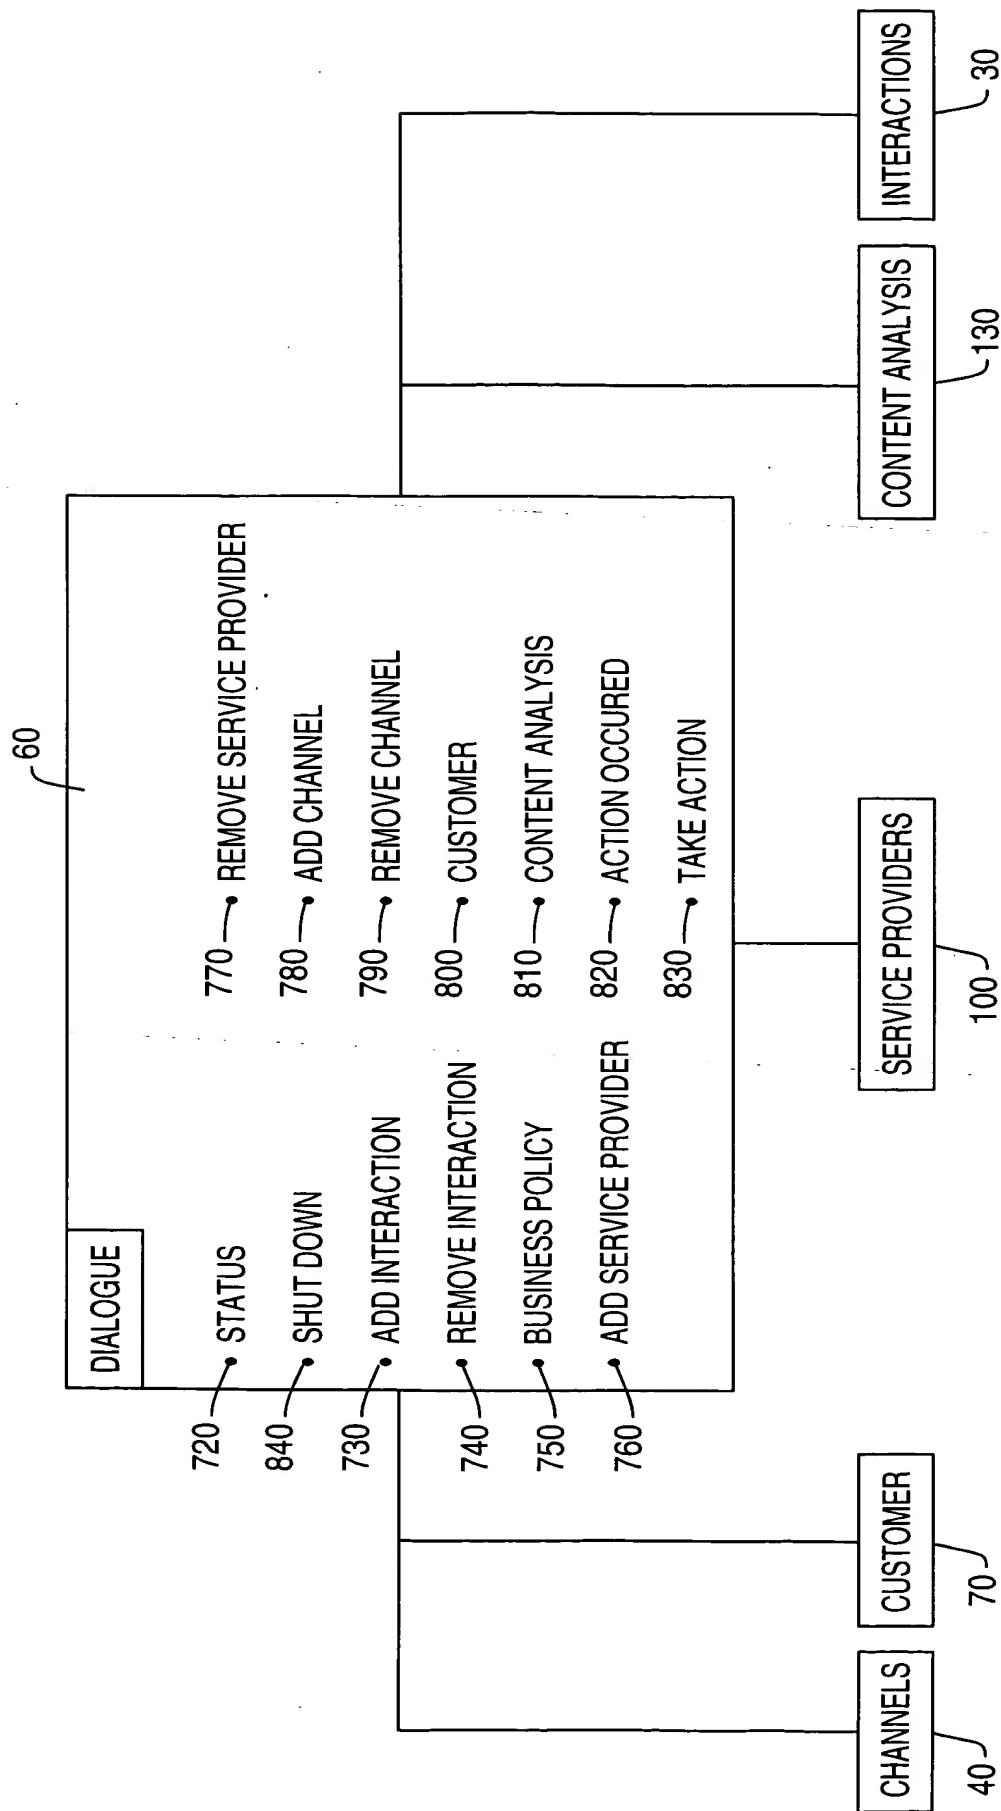 60
DIALOGUE
720 • STATUS
840 • SHUT DOWN
730 • ADD INTERACTION
740 • REMOVE INTERACTION
750 • BUSINESS POLICY
760 • ADD SERVICE PROVIDER
770 • REMOVE SERVICE PROVIDER
780 • ADD CHANNEL
790 • REMOVE CHANNEL
800 • CUSTOMER
810 • CONTENT ANALYSIS
820 • ACTION OCCURED
830 • TAKE ACTION
CHANNELS
40
CUSTOMER
70
SERVICE PROVIDERS
100
CONTENT ANALYSIS
130
INTERACTIONS
30